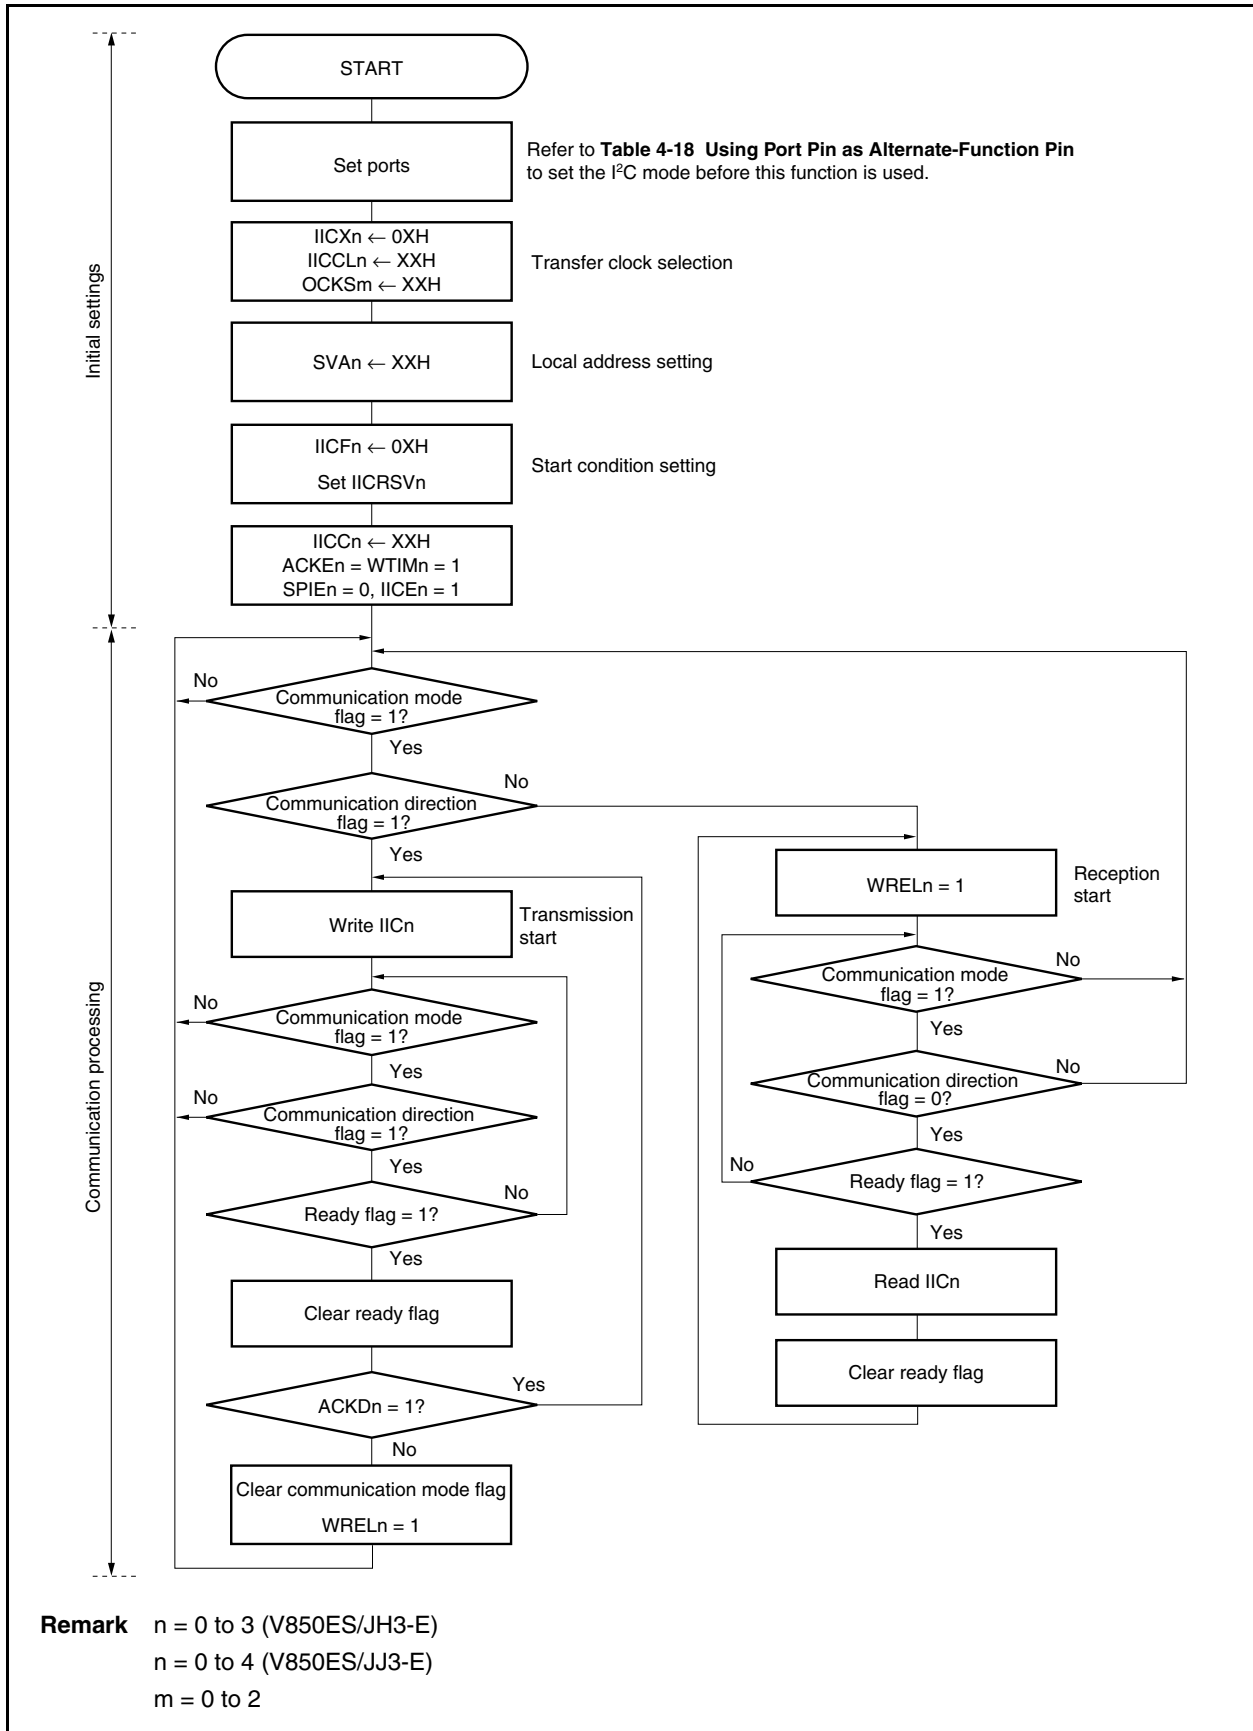 START
Set ports
Refer to Table 4-18 Using Port Pin as Alternate-Function Pin
to set the I²C mode before this function is used.
IICXn ← 0XH
IICCLn ← XXH
OCKSm ← XXH
Transfer clock selection
SVAn ← XXH
Local address setting
Initial settings
IICFn ← 0XH
Set IICRSVn
Start condition setting
IICCn ← XXH
ACKEn = WTIMn = 1
SPIEn = 0, IICEn = 1
No
Communication mode
flag = 1?
Yes
No
Communication direction
flag = 1?
Yes
Write IICn
Transmission
start
No
Communication mode
flag = 1?
Yes
No
Communication direction
flag = 1?
Yes
No
Ready flag = 1?
Yes
Clear ready flag
Yes
ACKDn = 1?
No
Clear communication mode flag
WRELn = 1
Communication processing
WRELn = 1
Reception
start
No
Communication mode
flag = 1?
Yes
No
Communication direction
flag = 0?
Yes
No
Ready flag = 1?
Yes
Read IICn
Clear ready flag
Remark n = 0 to 3 (V850ES/JH3-E)
n = 0 to 4 (V850ES/JJ3-E)
m = 0 to 2